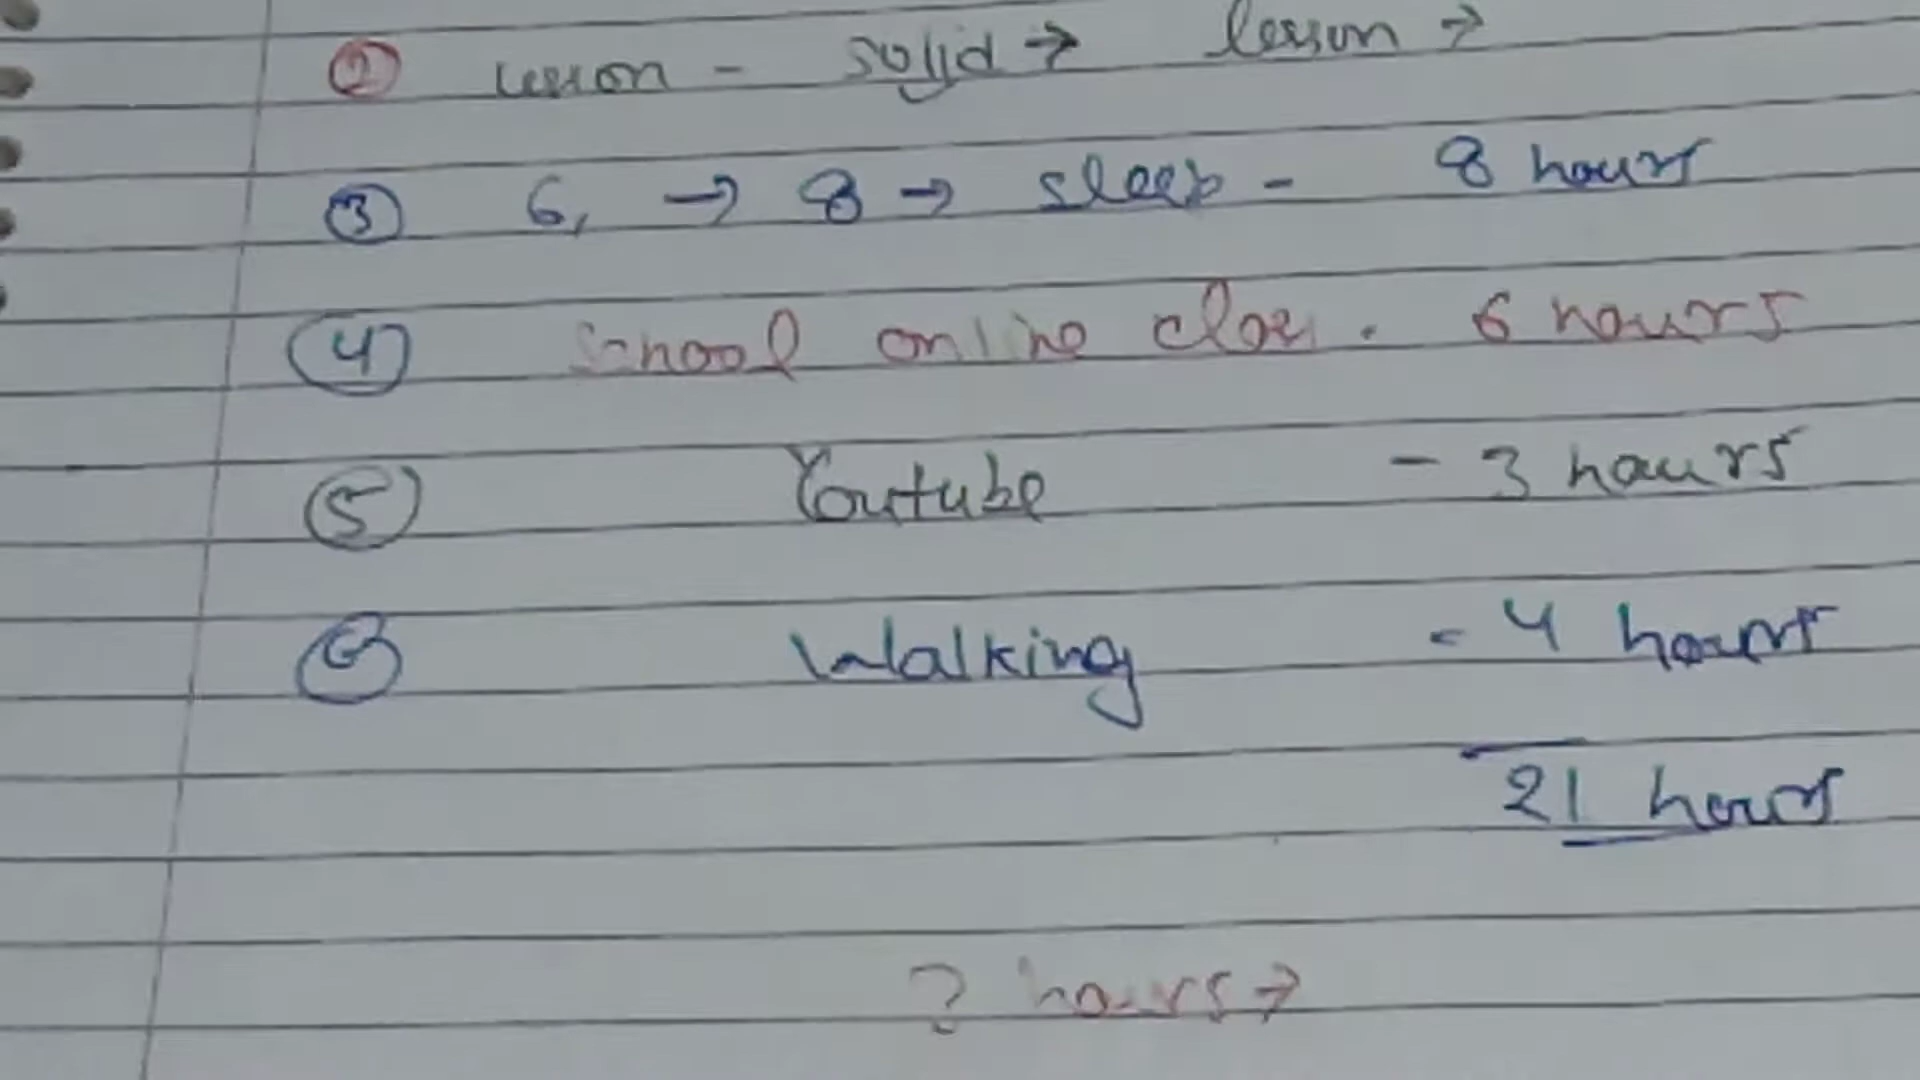 ② lesson - solid → lesson →
③ 6, → 8 → sleep - 8 hours
④ School online clas . 6 hours
⑤ Youtube - 3 hours
⑥ Walking - 4 hours
21 hours
? hours →